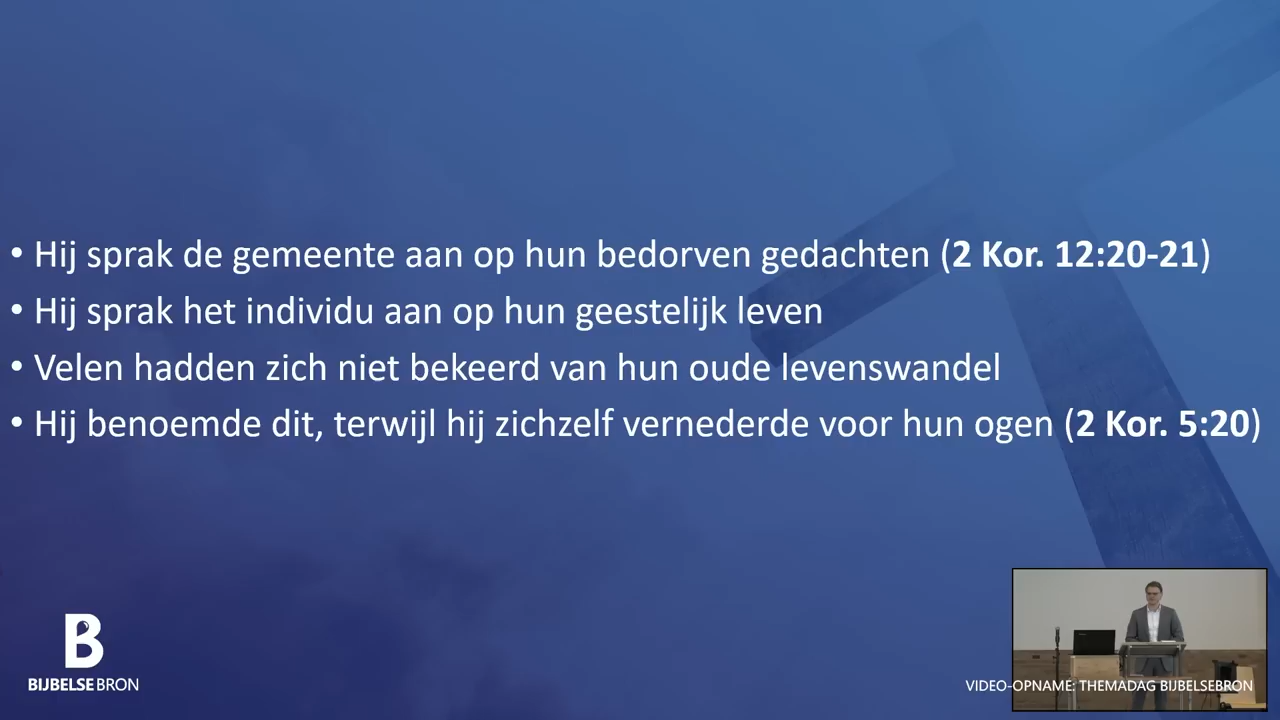 • Hij sprak de gemeente aan op hun bedorven gedachten (2 Kor. 12:20-21)
• Hij sprak het individu aan op hun geestelijk leven
• Velen hadden zich niet bekeerd van hun oude levenswandel
• Hij benoemde dit, terwijl hij zichzelf vernederde voor hun ogen (2 Kor. 5:20)
B
BIJBELSEBRON
VIDEO-OPNAME: THEMADAG BIJBELSEBRON